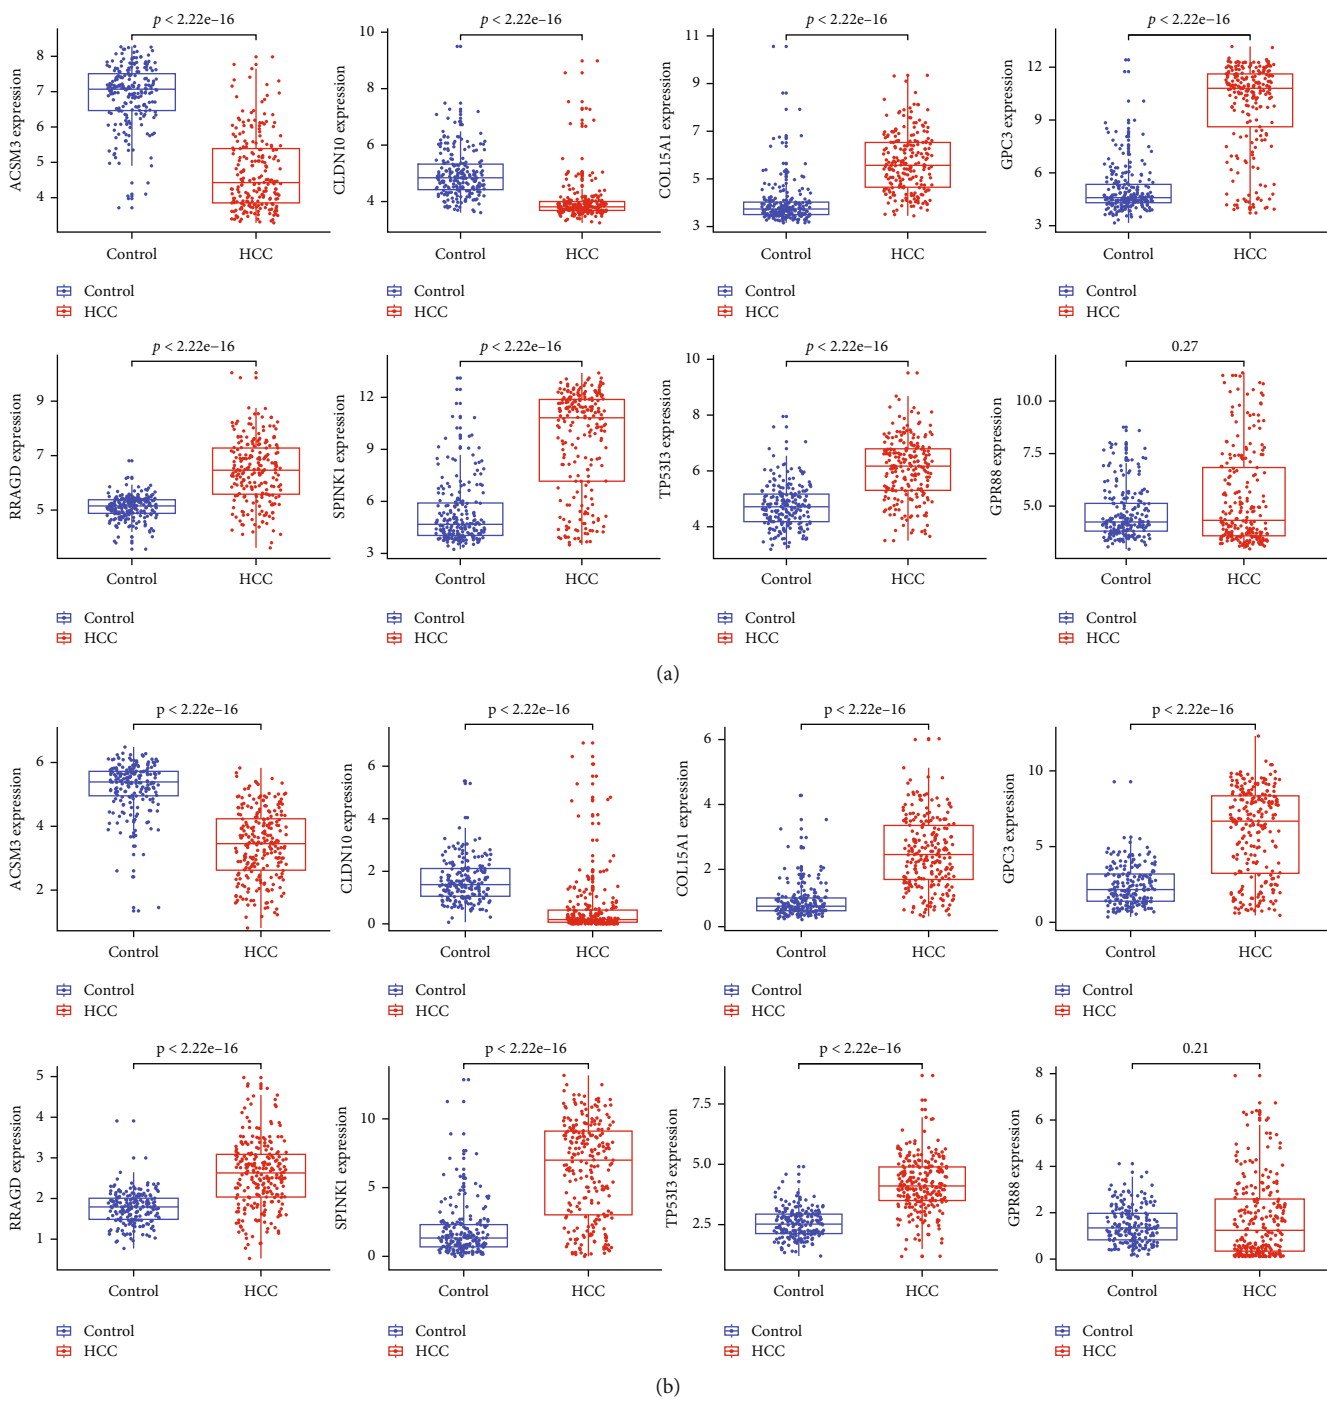 p < 2.22e–16
ACSM3 expression
8
7
6
5
4
Control
HCC
Control
HCC
p < 2.22e–16
CLDN10 expression
10
8
6
4
Control
HCC
Control
HCC
p < 2.22e–16
COL15A1 expression
11
9
7
5
3
Control
HCC
Control
HCC
p < 2.22e–16
GPC3 expression
12
9
6
3
Control
HCC
Control
HCC
p < 2.22e–16
RRAGD expression
9
7
5
Control
HCC
Control
HCC
p < 2.22e–16
SPINK1 expression
12
9
6
3
Control
HCC
Control
HCC
p < 2.22e–16
TP53I3 expression
10
8
6
4
Control
HCC
Control
HCC
0.27
GPR88 expression
10.0
7.5
5.0
Control
HCC
Control
HCC
(a)
p < 2.22e–16
ACSM3 expression
6
4
2
Control
HCC
Control
HCC
p < 2.22e–16
CLDN10 expression
6
4
2
0
Control
HCC
Control
HCC
p < 2.22e–16
COL15A1 expression
6
4
2
0
Control
HCC
Control
HCC
p < 2.22e–16
GPC3 expression
10
5
0
Control
HCC
Control
HCC
p < 2.22e–16
RRAGD expression
5
4
3
2
1
Control
HCC
Control
HCC
p < 2.22e–16
SPINK1 expression
10
5
0
Control
HCC
Control
HCC
p < 2.22e–16
TP53I3 expression
7.5
5.0
2.5
Control
HCC
Control
HCC
0.21
GPR88 expression
8
6
4
2
0
Control
HCC
Control
HCC
(b)